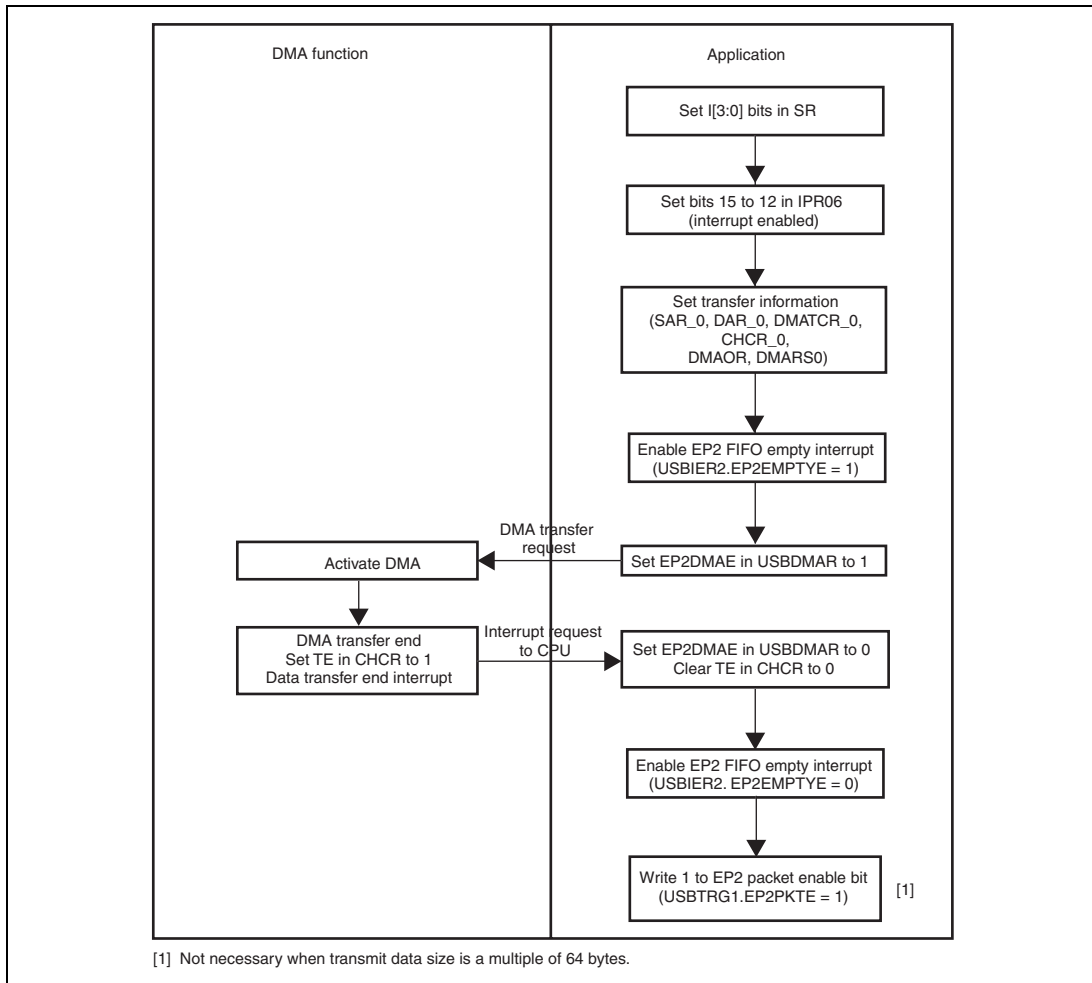 DMA function
Application
Set I[3:0] bits in SR
Set bits 15 to 12 in IPR06
(interrupt enabled)
Set transfer information
(SAR_0, DAR_0, DMATCR_0,
CHCR_0,
DMAOR, DMARS0)
Enable EP2 FIFO empty interrupt
(USBIER2.EP2EMPTYE = 1)
DMA transfer
request
Activate DMA
Set EP2DMAE in USBDMAR to 1
DMA transfer end
Set TE in CHCR to 1
Data transfer end interrupt
Interrupt request
to CPU
Set EP2DMAE in USBDMAR to 0
Clear TE in CHCR to 0
Enable EP2 FIFO empty interrupt
(USBIER2. EP2EMPTYE = 0)
Write 1 to EP2 packet enable bit
(USBTRG1.EP2PKTE = 1)
[1]
[1] Not necessary when transmit data size is a multiple of 64 bytes.